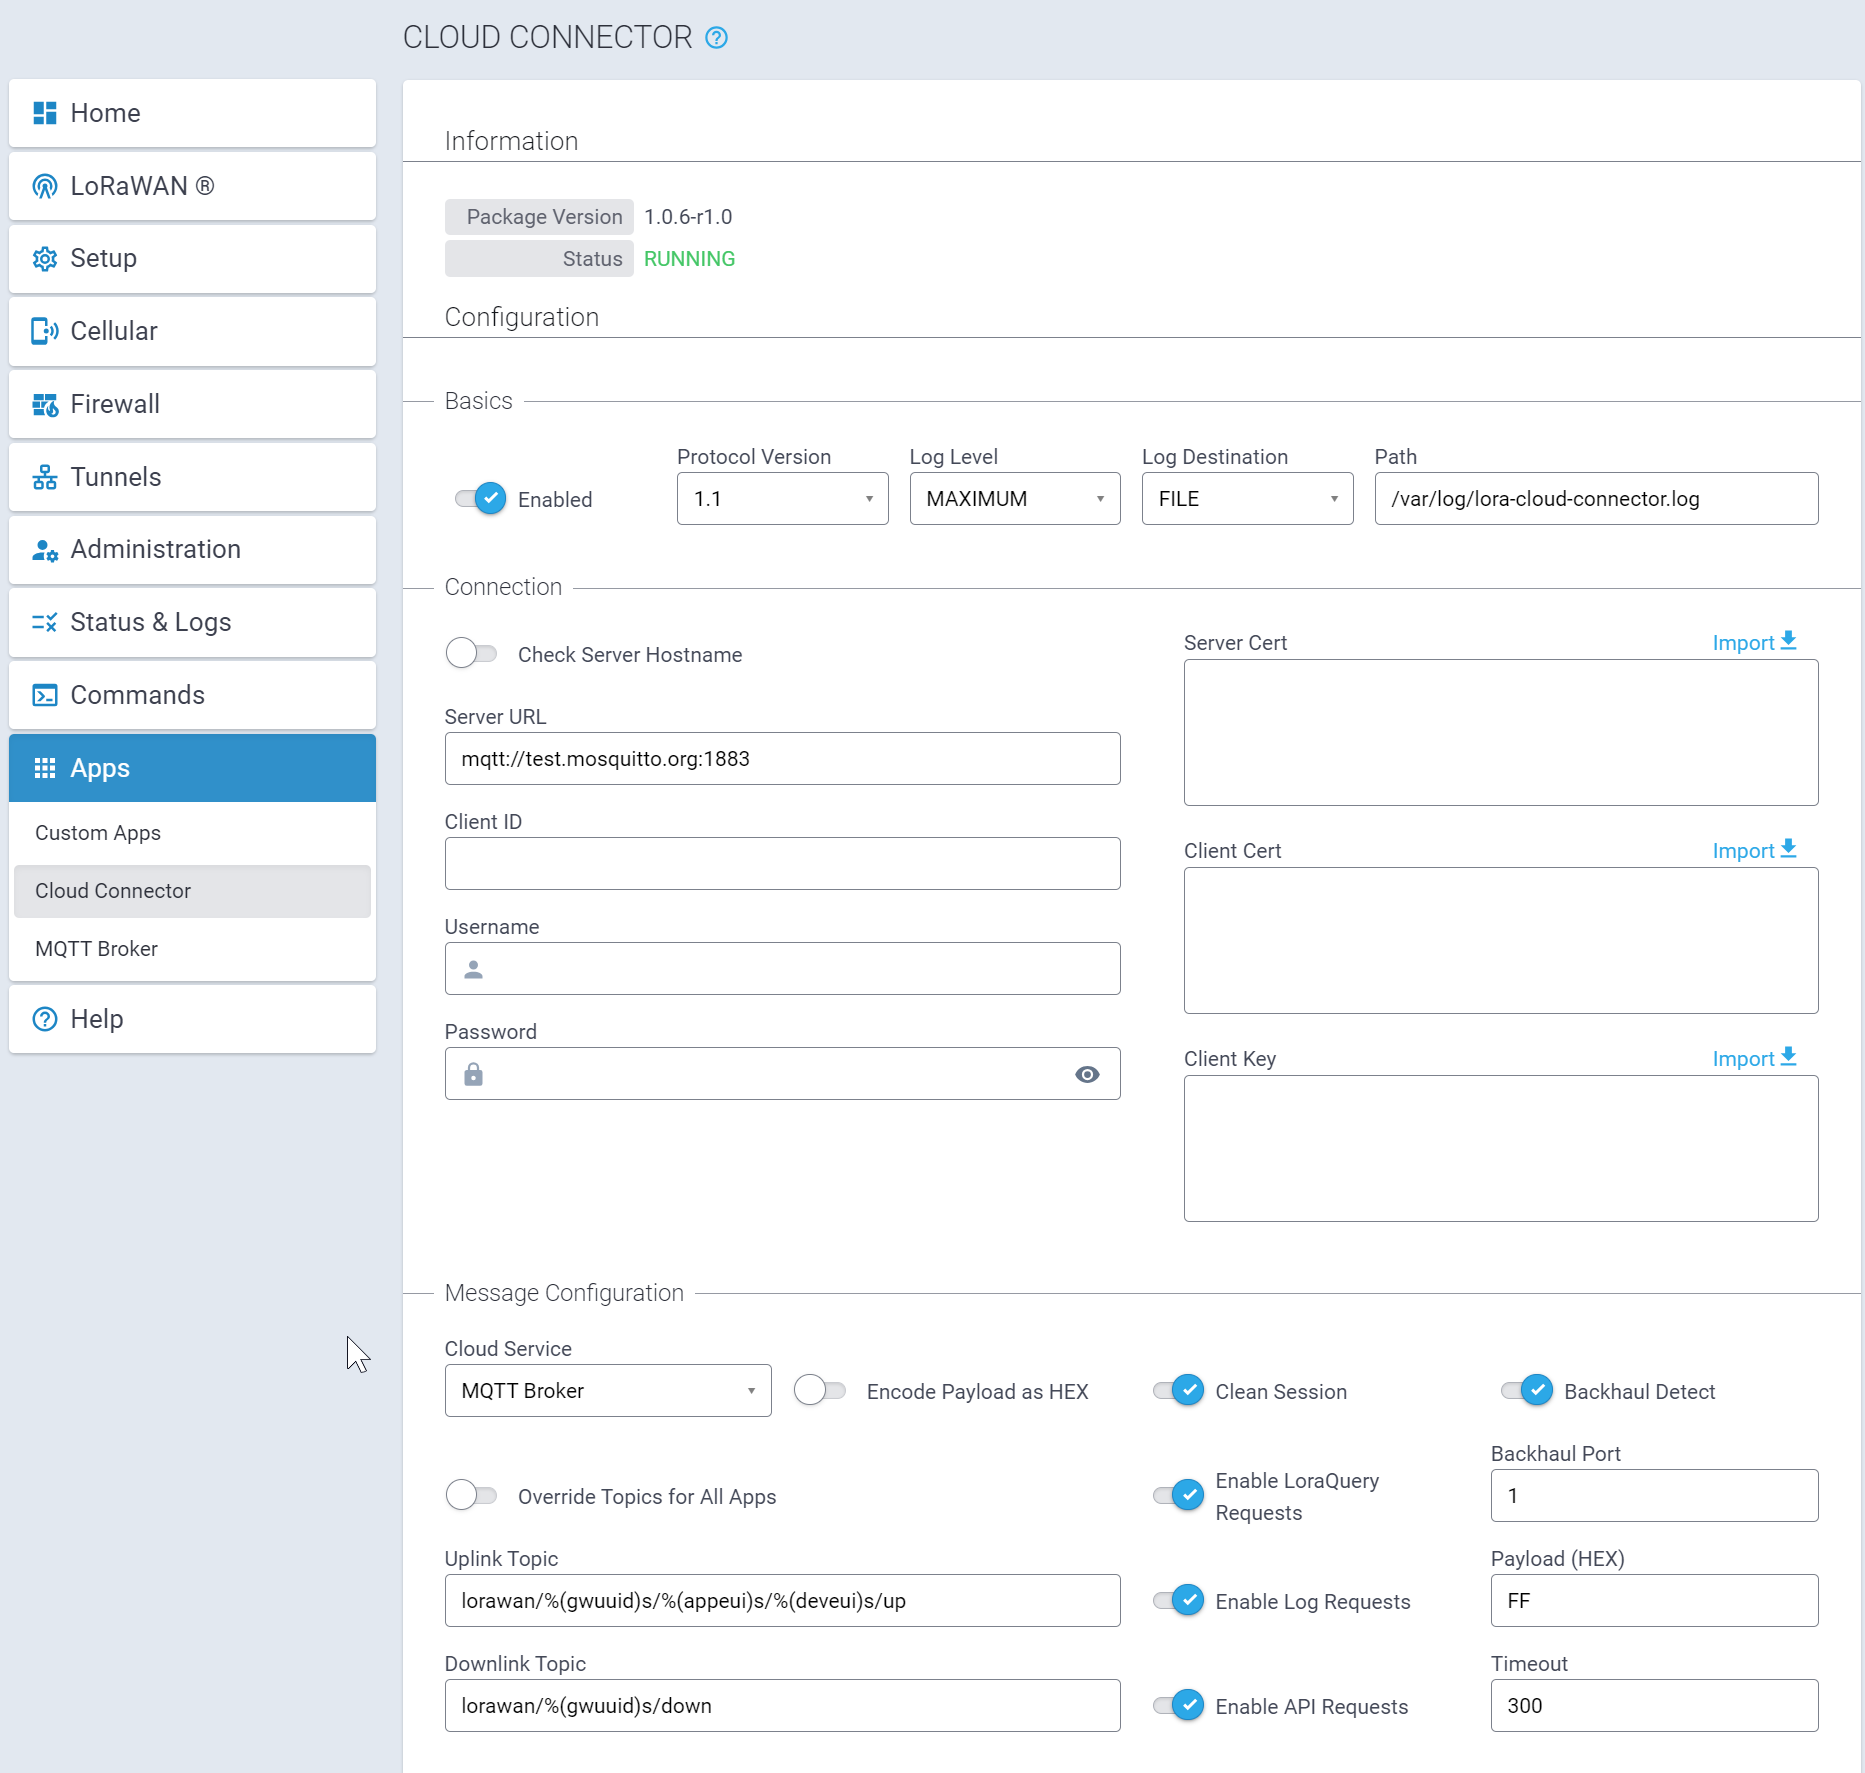 CLOUD CONNECTOR
Home
LoRaWAN ®
Setup
Cellular
Firewall
Tunnels
Administration
Status & Logs
Commands
Apps
Custom Apps
Cloud Connector
MQTT Broker
Help
Information
Package Version 1.0.6-r1.0
Status RUNNING
Configuration
Basics
Enabled
Protocol Version
1.1
Log Level
MAXIMUM
Log Destination
FILE
Path
/var/log/lora-cloud-connector.log
Connection
Check Server Hostname
Server URL
mqtt://test.mosquitto.org:1883
Client ID
Username
Password
Server Cert Import
Client Cert Import
Client Key Import
Message Configuration
Cloud Service
MQTT Broker
Encode Payload as HEX
Clean Session
Backhaul Detect
Override Topics for All Apps
Enable LoraQuery
Requests
Backhaul Port
1
Uplink Topic
lorawan/%(gwuuid)s/%(appeui)s/%(deveui)s/up
Enable Log Requests
Payload (HEX)
FF
Downlink Topic
lorawan/%(gwuuid)s/down
Enable API Requests
Timeout
300